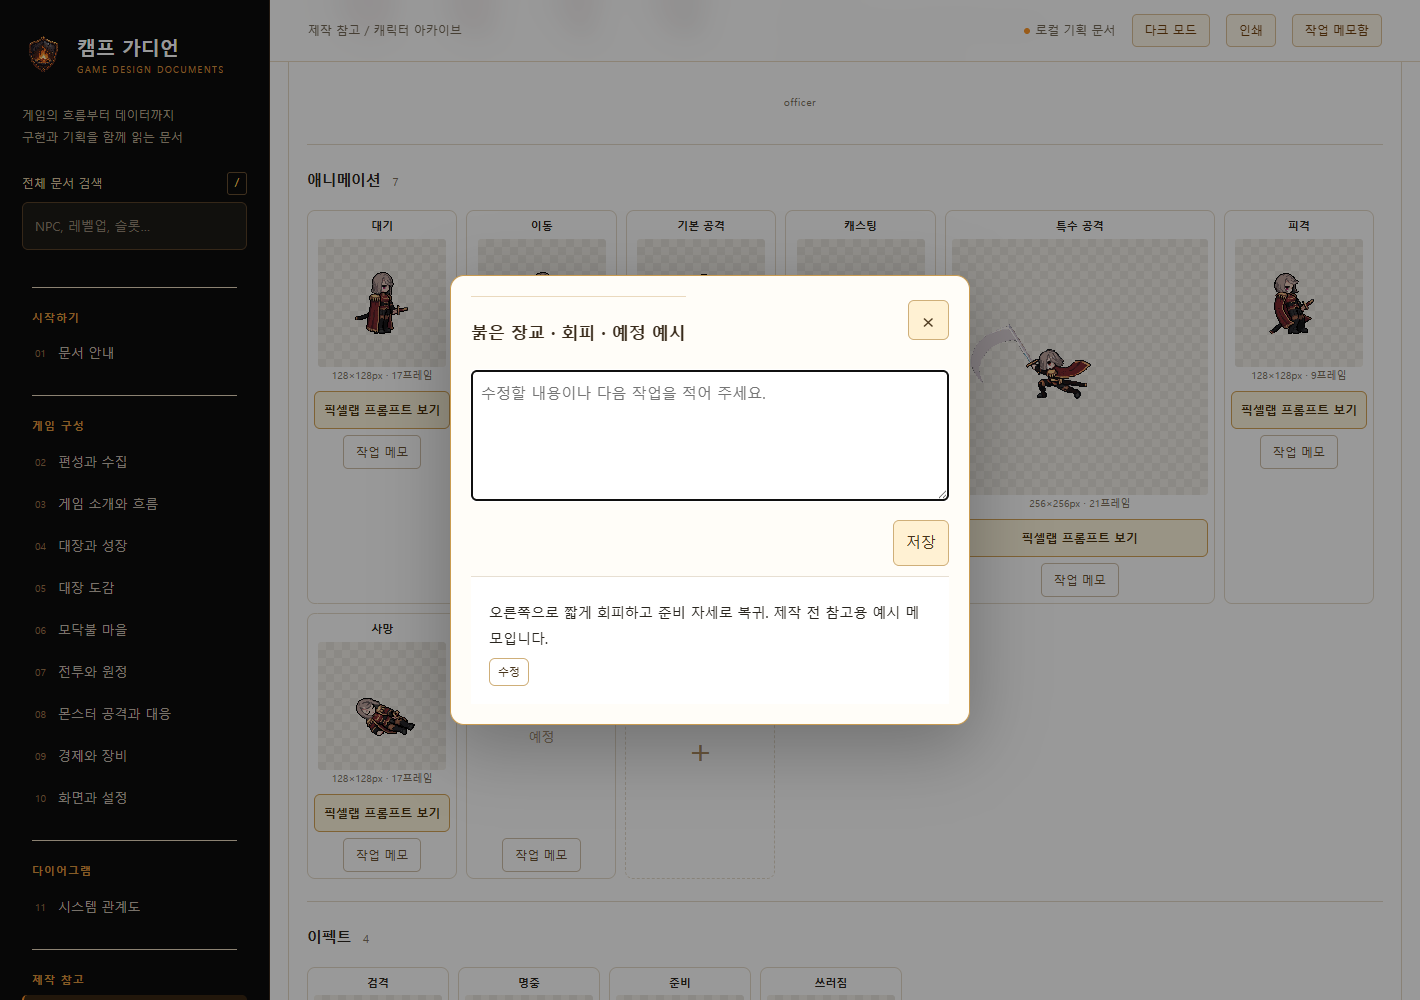 캠프 가디언
GAME DESIGN DOCUMENTS
게임의 흐름부터 데이터까지
구현과 기획을 함께 읽는 문서
전체 문서 검색
/
NPC, 레벨업, 슬롯...
시작하기
01 문서 안내
게임 구성
02 편성과 수집
03 게임 소개와 흐름
04 대장과 성장
05 대장 도감
06 모닥불 마을
07 전투와 원정
08 몬스터 공격과 대응
09 경제와 장비
10 화면과 설정
다이어그램
11 시스템 관계도
제작 참고
제작 참고 / 캐릭터 아카이브
로컬 기획 문서
다크 모드
인쇄
작업 메모함
officer
애니메이션 7
대기
128×128px · 17프레임
픽셀랩 프롬프트 보기
작업 메모
이동
기본 공격
캐스팅
특수 공격
256×256px · 21프레임
픽셀랩 프롬프트 보기
작업 메모
피격
128×128px · 9프레임
픽셀랩 프롬프트 보기
작업 메모
붉은 장교 · 회피 · 예정 예시
×
수정할 내용이나 다음 작업을 적어 주세요.
저장
오른쪽으로 짧게 회피하고 준비 자세로 복귀. 제작 전 참고용 예시 메
모입니다.
수정
사망
128×128px · 17프레임
픽셀랩 프롬프트 보기
작업 메모
예정
작업 메모
+
이펙트 4
검격
명중
준비
쓰러짐